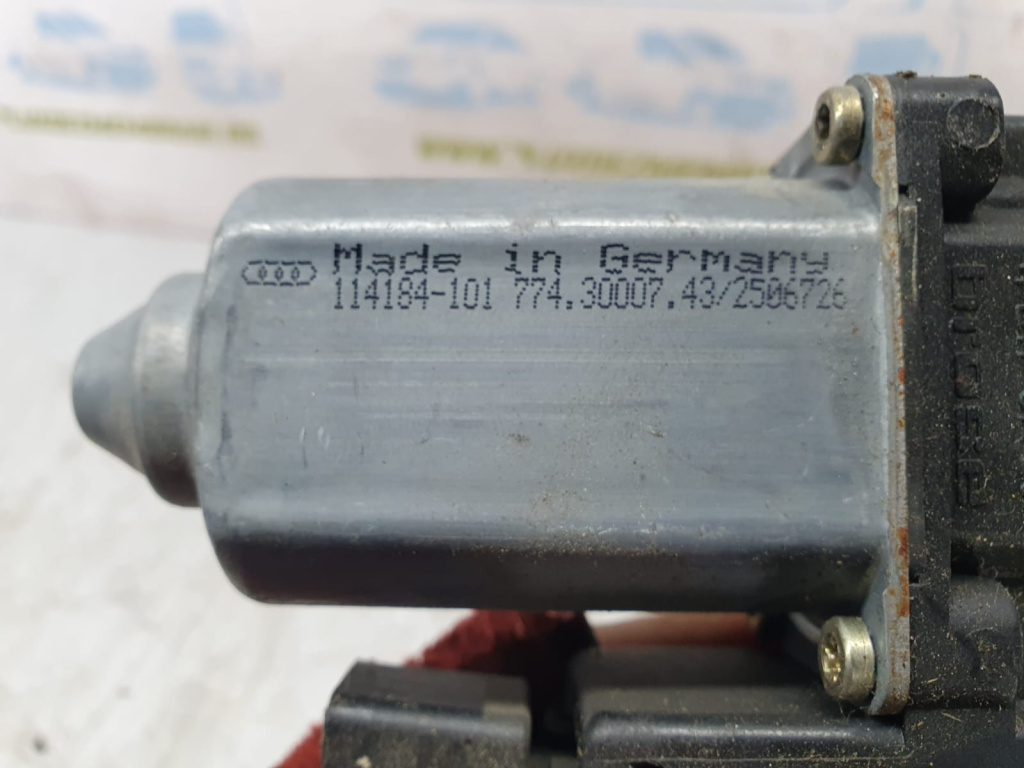 Made in Germany
114184-101 774.30007.43/2506726
brose